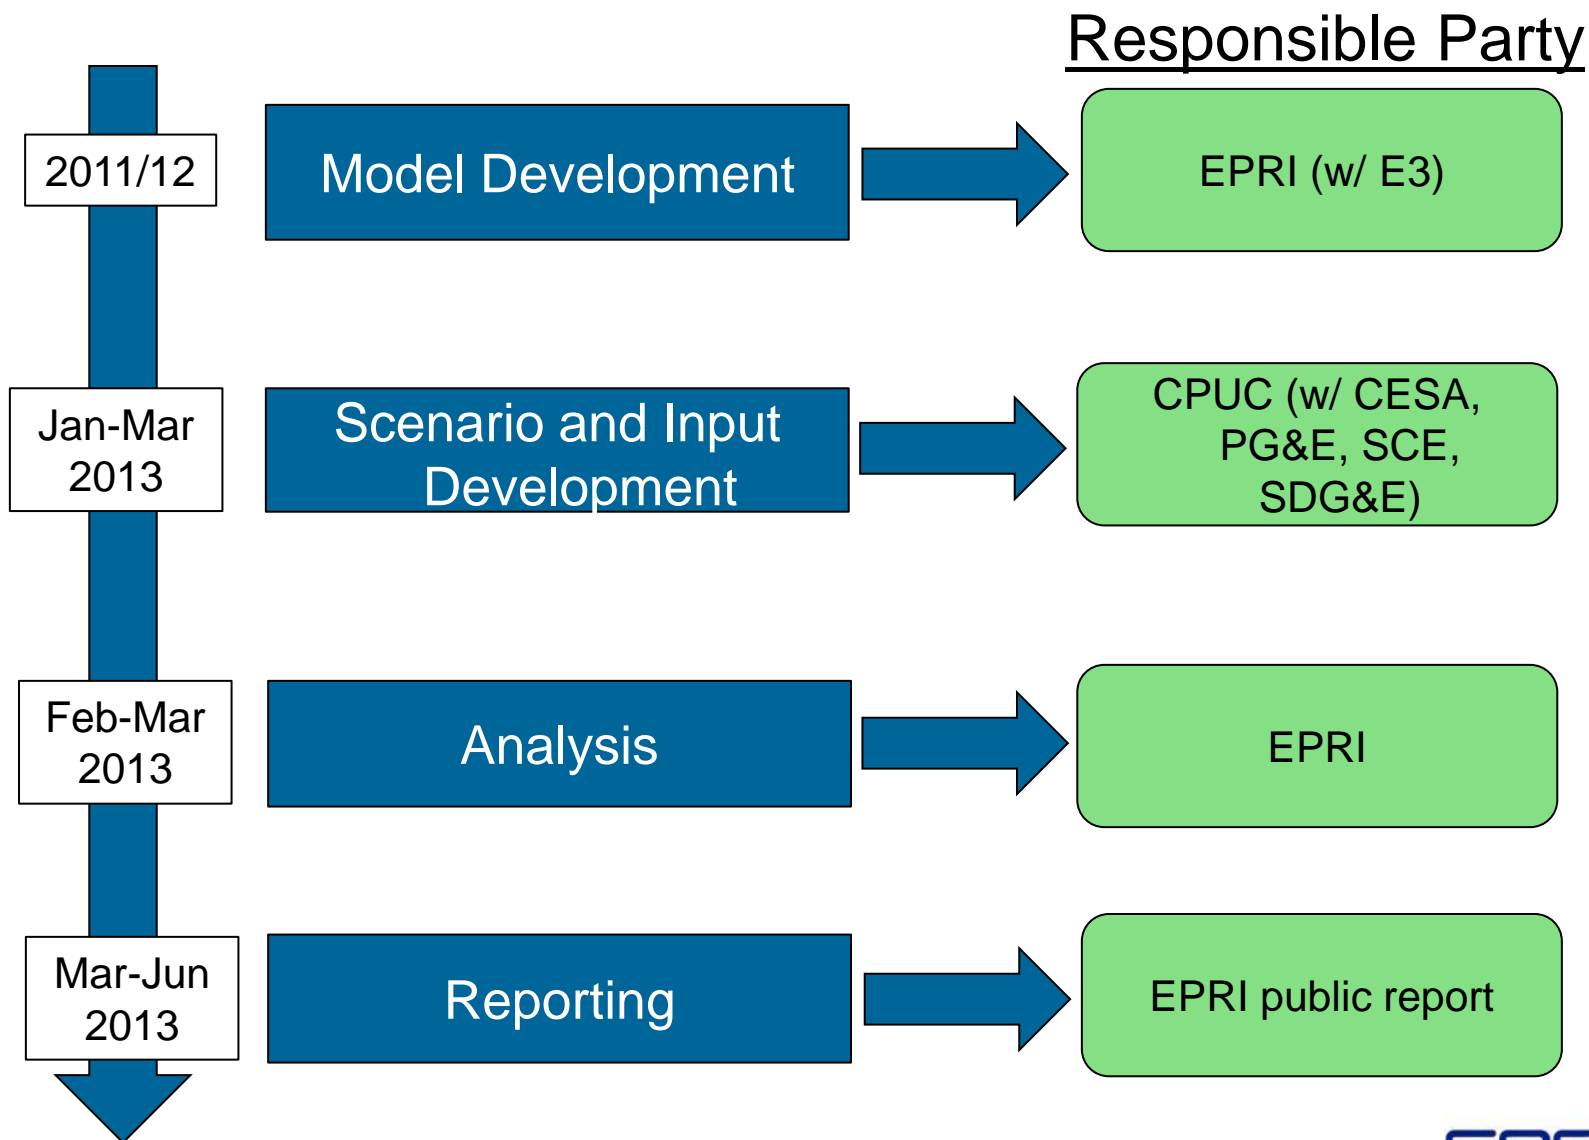 Responsible Party
2011/12
Model Development
EPRI (w/ E3)
Jan-Mar
2013
Scenario and Input
Development
CPUC (w/ CESA,
PG&E, SCE,
SDG&E)
Feb-Mar
2013
Analysis
EPRI
Mar-Jun
2013
Reporting
EPRI public report